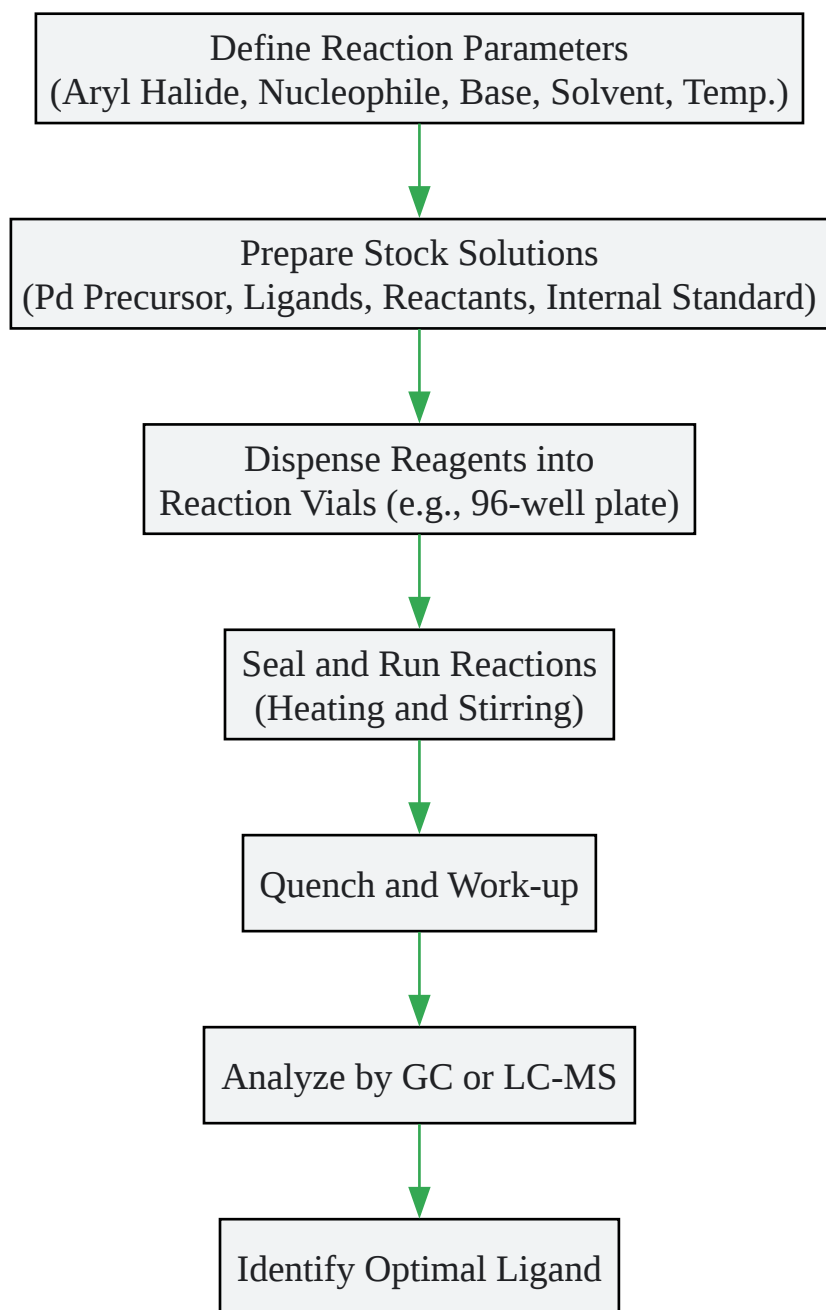 Define Reaction Parameters
(Aryl Halide, Nucleophile, Base, Solvent, Temp.)
Prepare Stock Solutions
(Pd Precursor, Ligands, Reactants, Internal Standard)
Dispense Reagents into
Reaction Vials (e.g., 96-well plate)
Seal and Run Reactions
(Heating and Stirring)
Quench and Work-up
Analyze by GC or LC-MS
Identify Optimal Ligand